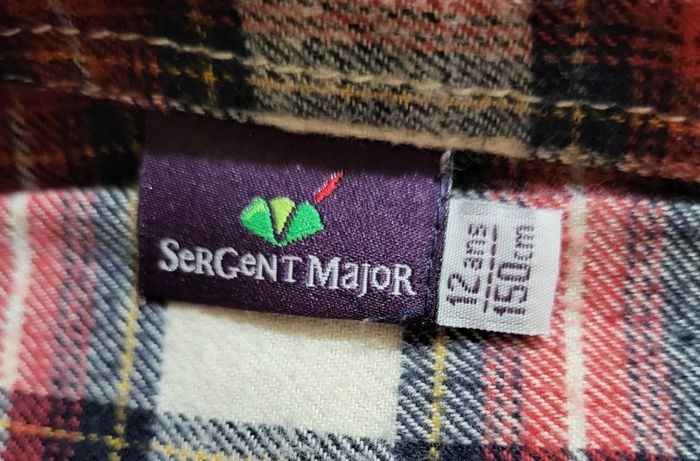 SeRGeNT MajoR
12 ans
150 cm